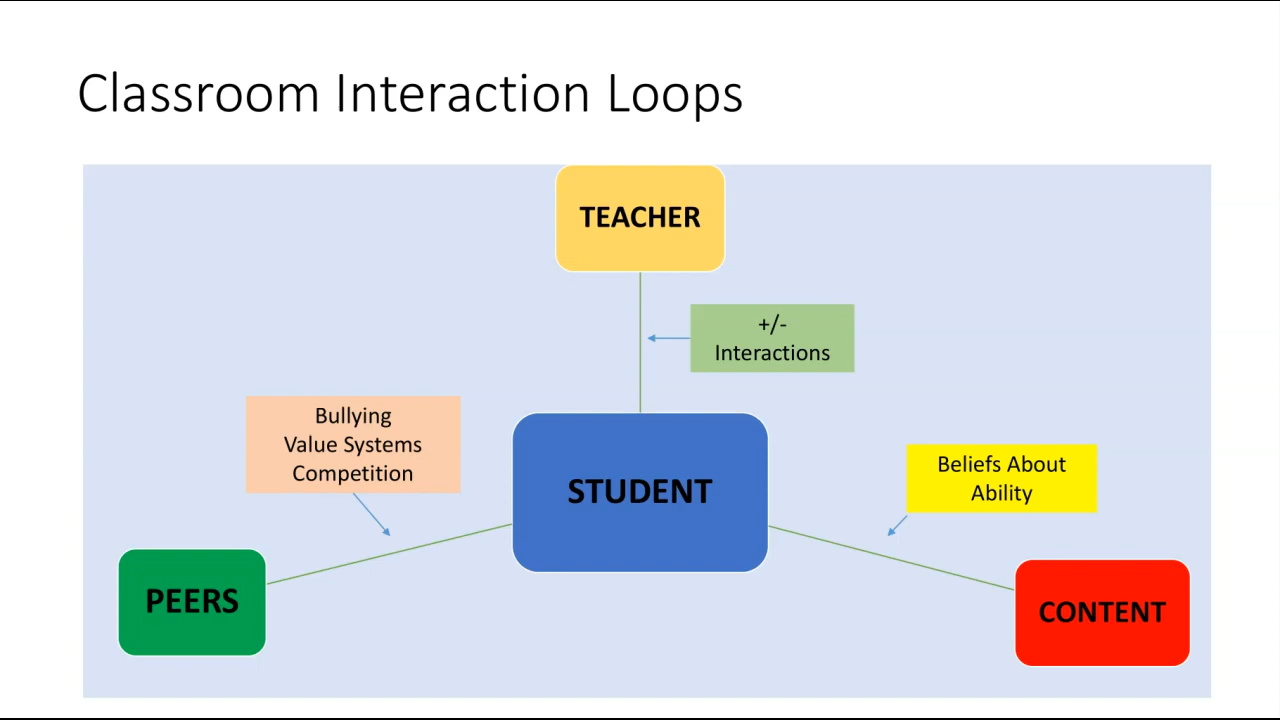 Classroom Interaction Loops
TEACHER
+/-
Interactions
Bullying
Value Systems
Competition
STUDENT
Beliefs About
Ability
PEERS
CONTENT